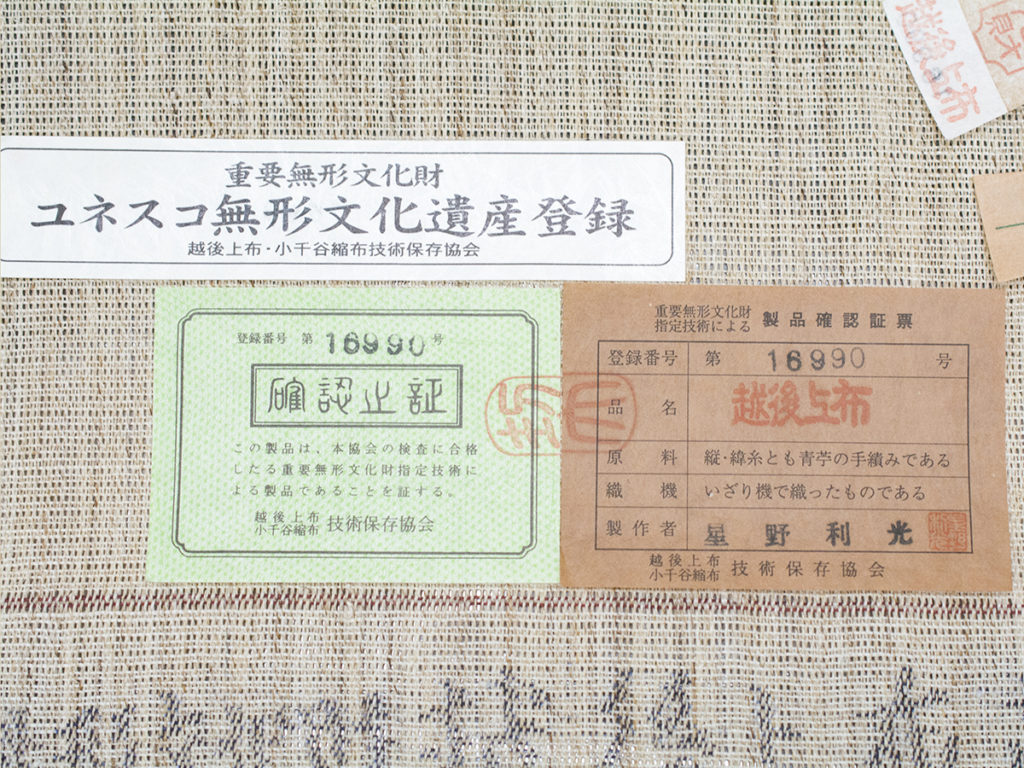 越後上布
重要無形文化財
ユネスコ無形文化遺産登録
越後上布・小千谷縮布技術保存協会
登録番号 第 16990 号
確認止証
この製品は、本協会の検査に合格
したる重要無形文化財指定技術に
よる製品であることを証する。
越後上布
小千谷縮布 技術保存協会
重要無形文化財
指定技術による 製品確認証票
登録番号 第 16990 号
品名 越後上布
原料 縦・緯糸とも青苧の手績みである
織機 いざり機で織ったものである
製作者 星野利光
越後上布
小千谷縮布 技術保存協会